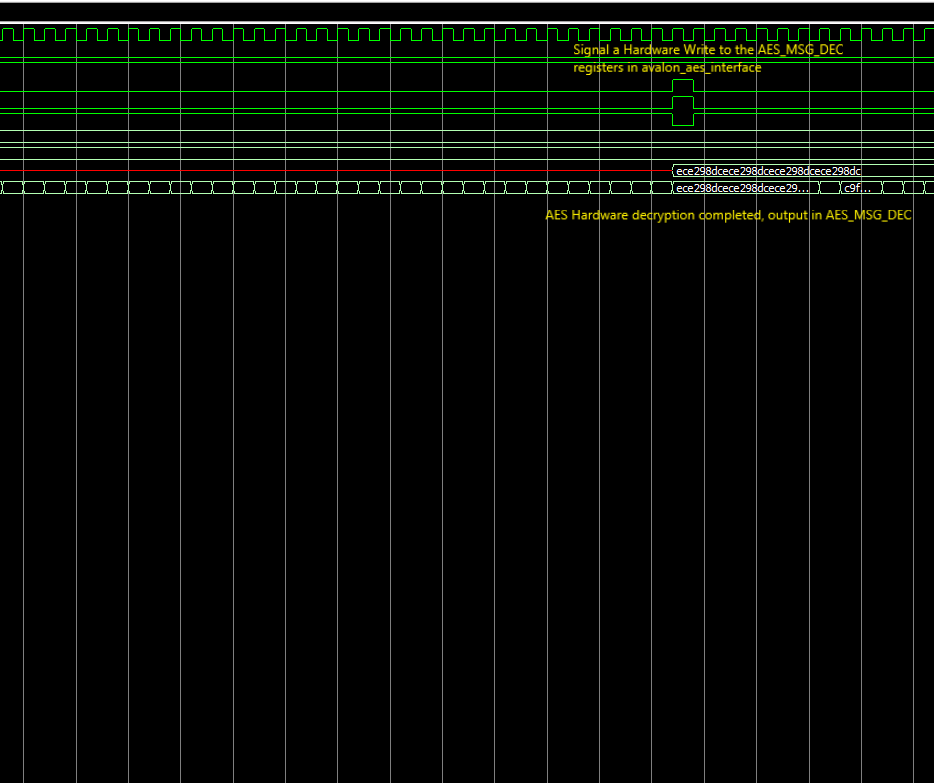 Signal a Hardware Write to the AES_MSG_DEC
registers in avalon_aes_interface
ece298dcece298dcece298dcece298dc
ece298dcece298dcece29... c9f...
AES Hardware decryption completed, output in AES_MSG_DEC